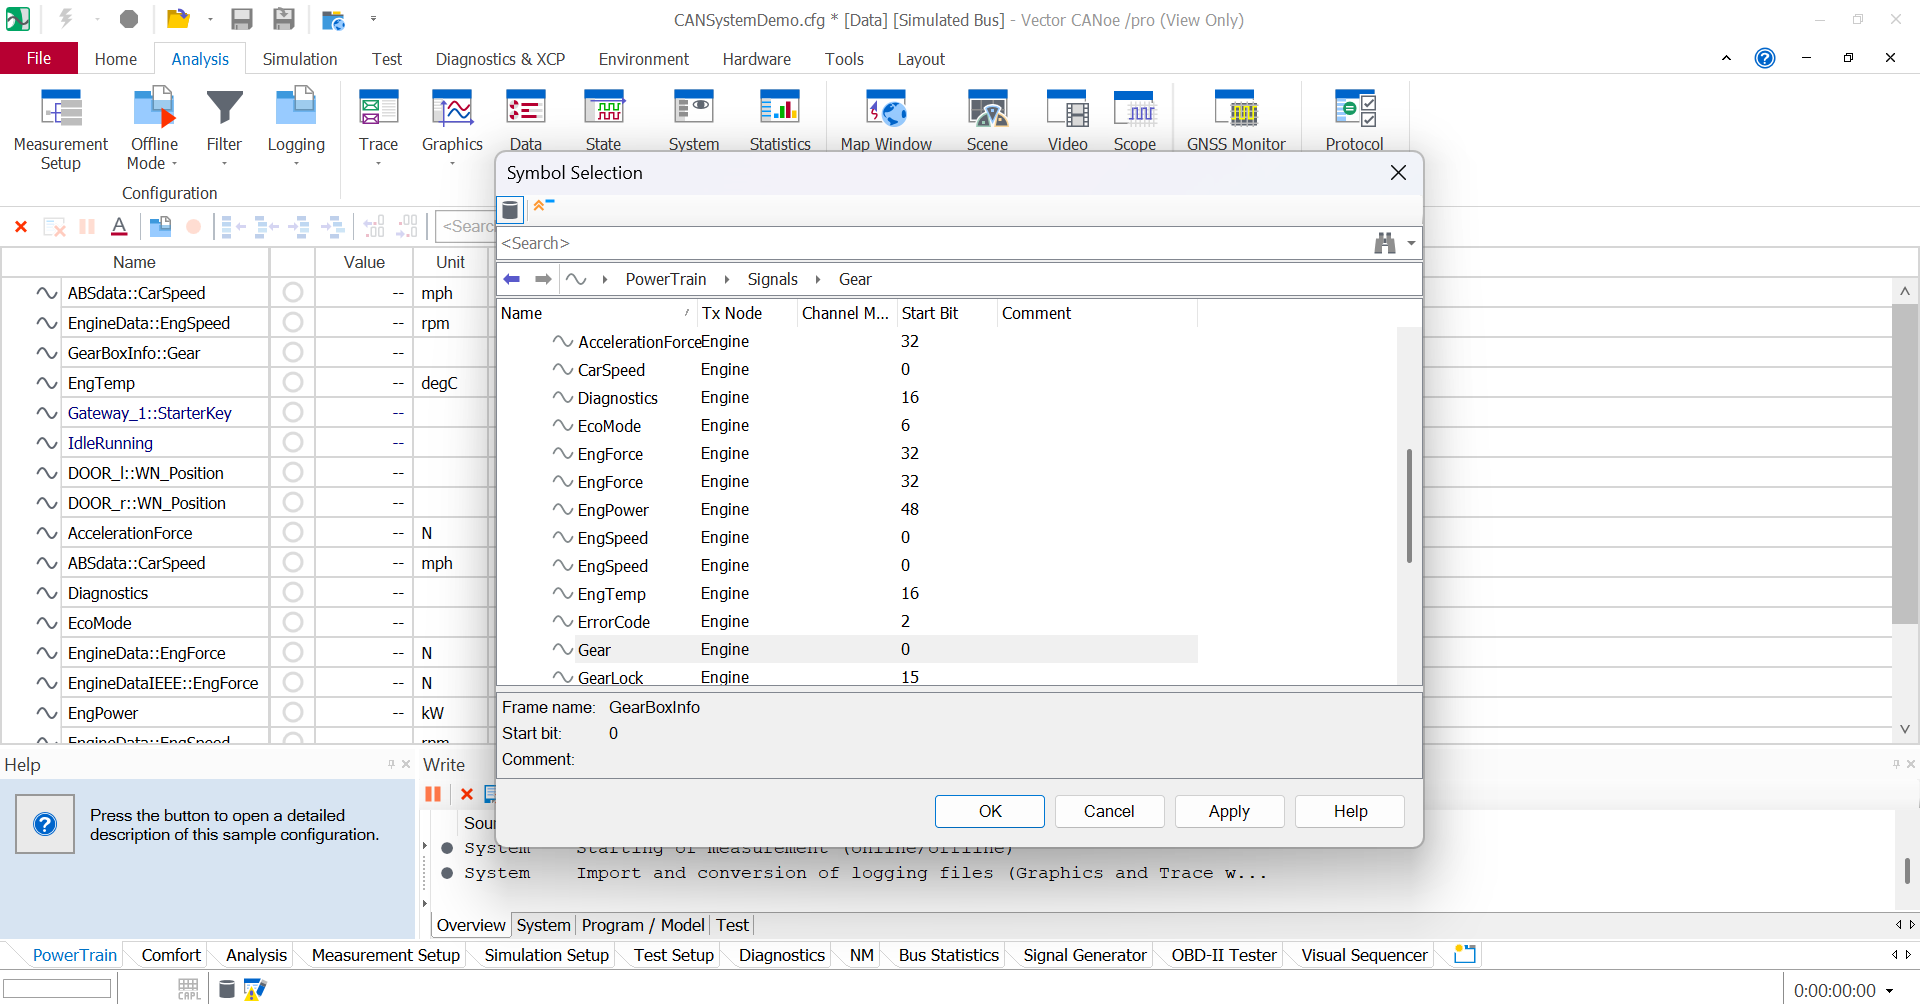 CANSystemDemo.cfg * [Data] [Simulated Bus] - Vector CANoe /pro (View Only)
File Home Analysis Simulation Test Diagnostics & XCP Environment Hardware Tools Layout
Measurement Setup Offline Mode Filter Logging Trace Graphics Data State System Statistics Map Window Scene Video Scope GNSS Monitor Protocol
Configuration
<Searc
Name Value Unit
ABSdata::CarSpeed -- mph
EngineData::EngSpeed -- rpm
GearBoxInfo::Gear --
EngTemp -- degC
Gateway_1::StarterKey --
IdleRunning --
DOOR_l::WN_Position --
DOOR_r::WN_Position --
AccelerationForce -- N
ABSdata::CarSpeed -- mph
Diagnostics --
EcoMode --
EngineData::EngForce -- N
EngineDataIEEE::EngForce -- N
EngPower -- kW
EngineData::EngSpeed rpm
Symbol Selection
<Search>
PowerTrain Signals Gear
Name Tx Node Channel M... Start Bit Comment
AccelerationForce Engine 32
CarSpeed Engine 0
Diagnostics Engine 16
EcoMode Engine 6
EngForce Engine 32
EngForce Engine 32
EngPower Engine 48
EngSpeed Engine 0
EngSpeed Engine 0
EngTemp Engine 16
ErrorCode Engine 2
Gear Engine 0
GearLock Engine 15
Frame name: GearBoxInfo
Start bit: 0
Comment:
OK Cancel Apply Help
Help
Press the button to open a detailed
description of this sample configuration.
Write
Sou
System Starting of measurement (online/offline)
System Import and conversion of logging files (Graphics and Trace w...
Overview System Program / Model Test
PowerTrain Comfort Analysis Measurement Setup Simulation Setup Test Setup Diagnostics NM Bus Statistics Signal Generator OBD-II Tester Visual Sequencer
CAPL
0:00:00:00